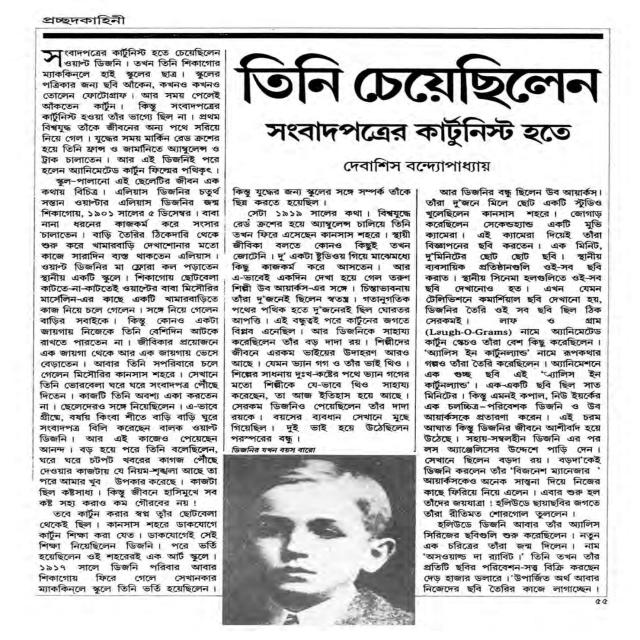 প্রচ্ছদকাহিনী
তিনি চেয়েছিলেন
সংবাদপত্রের কার্টুনিস্ট হতে
দেবাশিস বন্দ্যোপাধ্যায়
সংবাদপত্রের কার্টুনিস্ট হতে চেয়েছিলেন
ওয়াল্ট ডিজনি। তখন তিনি শিকাগোর
ম্যাককিনলে হাই স্কুলের ছাত্র। স্কুলের
পত্রিকার জন্য ছবি আঁকেন, কখনও কখনও
তোলেন ফোটোগ্রাফ। আর সময় পেলেই
আঁকতেন কার্টুন। কিন্তু সংবাদপত্রের
কার্টুনিস্ট হওয়া তাঁর ভাগ্যে ছিল না। প্রথম
বিশ্বযুদ্ধ তাঁকে জীবনের অন্য পথে সরিয়ে
নিয়ে গেল। যুদ্ধের সময় মার্কিন রেড ক্রশের
হয়ে তিনি ফ্রান্স ও জার্মানিতে অ্যাম্বুলেন্স ও
ট্রাক চালাতেন। আর এই ডিজনিই পরে
হলেন অ্যানিমেটেড কার্টুন ফিল্মের পথিকৃৎ।
স্কুল-পালানো এই ছেলেটির জীবন এক
কথায় বিচিত্র। এলিয়াস ডিজনির চতুর্থ
সন্তান ওয়াল্টার এলিয়াস ডিজনির জন্ম
শিকাগোয়, ১৯০১ সালের ৫ ডিসেম্বর। বাবা
নানা ধরনের কাজকর্ম করে সংসার
চালাতেন। বাড়ি তৈরির ঠিকেদারি থেকে
শুরু করে খামারবাড়ি দেখাশোনার মতো
কাজে সারাদিন ব্যস্ত থাকতেন এলিয়াস।
ওয়াল্ট ডিজনির মা ফ্লোরা কল পড়াতেন
স্থানীয় একটি স্কুলে। শিকাগোয় ছোটবেলা
কাটতে-না-কাটতেই ওয়াল্টের বাবা মিসৌরির
মার্সেলিন-এর কাছে একটি খামারবাড়িতে
কাজ নিয়ে চলে গেলেন। সঙ্গে নিয়ে গেলেন
বাড়ির সবাইকে। কিন্তু কোনও একটা
জায়গায় নিজেকে তিনি বেশিদিন আটকে
রাখতে পারতেন না। জীবিকার প্রয়োজনে
এক জায়গা থেকে আর এক জায়গায় ভেসে
বেড়াতেন। আবার তিনি সপরিবারে চলে
গেলেন মিসৌরির কানসাস শহরে। সেখানে
তিনি ভোরবেলা ঘরে ঘরে সংবাদপত্র পৌঁছে
দিতেন। কাজটি তিনি অবশ্য একা করতেন
না। ছেলেদেরও সঙ্গে নিয়েছিলেন। এ-ভাবে
গ্রীষ্মে, বর্ষায় কিংবা শীতে বাড়ি বাড়ি ঘুরে
সংবাদপত্র বিলি করেছেন বালক ওয়াল্ট
ডিজনি। আর এই কাজেও পেয়েছেন
আনন্দ। বড় হয়ে পরে তিনি বলেছিলেন,
ঘরে ঘরে চটপট খবরের কাগজ পৌঁছে
দেওয়ার কাজটায় যে নিয়ম-শৃঙ্খলা আছে তা
পরে আমার খুব উপকার করেছে। কাজটা
ছিল কষ্টসাধ্য। কিন্তু জীবনে হাসিমুখে সব
কষ্ট সহ্য করাও কম গৌরবের নয়।
তবে কার্টুন করার স্বপ্ন তাঁর ছোটবেলা
থেকেই ছিল। কানসাস শহরে ডাকযোগে
কার্টুন শিক্ষা করা যেত। ডাকযোগেই সেই
শিক্ষা নিয়েছিলেন ডিজনি। পরে ভর্তি
হয়েছিলেন ওই শহরেরই এক আর্ট স্কুলে।
১৯১৭ সালে ডিজনি পরিবার আবার
শিকাগোয় ফিরে গেলে সেখানকার
ম্যাককিনলে স্কুলে তিনি ভর্তি হয়েছিলেন।
কিন্তু যুদ্ধের জন্য স্কুলের সঙ্গে সম্পর্ক তাঁকে
ছিন্ন করতে হয়েছিল।
সেটা ১৯১৯ সালের কথা। বিশ্বযুদ্ধে
রেড ক্রশের হয়ে অ্যাম্বুলেন্স চালিয়ে তিনি
তখন ফিরে এসেছেন কানসাস শহরে। স্থায়ী
জীবিকা বলতে কোনও কিছুই তখন
জোটেনি। দু' একটা স্টুডিওয় গিয়ে মাঝেমধ্যে
কিছু কাজকর্ম করে আসতেন। আর
এ-ভাবেই একদিন দেখা হয়ে গেল তরুণ
শিল্পী উব আয়ার্কস-এর সঙ্গে। চিন্তাভাবনায়
তাঁরা দু'জনেই ছিলেন স্বতন্ত্র। গতানুগতিক
পথের পথিক হতে দু'জনেরই ছিল ঘোরতর
আপত্তি। এই বন্ধুত্বই পরে কার্টুনের জগতে
বিপ্লব এনেছিল। আর ডিজনিকে সাহায্য
করেছিলেন তাঁর বড় দাদা রয়। শিল্পীদের
জীবনে এরকম ভাইয়ের উদাহরণ আরও
আছে। যেমন ভ্যান গগ ও তাঁর ভাই থিও।
শিল্পের সাধনায় দুঃখ-কষ্টের পথে ভ্যান গগের
মতো শিল্পীকে যে-ভাবে থিও সাহায্য
করেছেন, তা আজ ইতিহাস হয়ে আছে।
সেরকম ডিজনিও পেয়েছিলেন তাঁর দাদা
রয়কে। বয়সের ব্যবধান সেখানে মুছে
গিয়েছিল। দুই ভাই হয়ে উঠেছিলেন
পরস্পরের বন্ধু।
ডিজনির যখন বয়স বারো
আর ডিজনির বন্ধু ছিলেন উব আয়ার্কস।
তাঁরা দু'জনে মিলে ছোট একটি স্টুডিও
খুলেছিলেন কানসাস শহরে। জোগাড়
করেছিলেন সেকেন্ডহ্যান্ড একটি মুভি
ক্যামেরা। এই ক্যামেরা দিয়েই তাঁরা
বিজ্ঞাপনের ছবি করতেন। এক মিনিট,
দু'মিনিটের ছোট ছোট ছবি। স্থানীয়
ব্যবসায়িক প্রতিষ্ঠানগুলি ওই-সব ছবি
করাত। স্থানীয় সিনেমা হলগুলিতে ওই-সব
ছবি দেখানোও হত। এখন যেমন
টেলিভিশনে কমার্শিয়াল ছবি দেখানো হয়,
ডিজনির তৈরি ওই সব ছবি ছিল ঠিক
সেরকমই। লাফ ও গ্রাম
(Laugh-O-Grams) নামে অ্যানিমেটেড
কার্টুন স্কেচও তাঁরা বেশ কিছু করেছিলেন।
'অ্যালিস ইন কার্টুনল্যান্ড' নামে রূপকথার
গল্পও তাঁরা তৈরি করেছিলেন। অ্যানিমেশনে
এক গুচ্ছ ছবি এই 'অ্যালিস ইন
কার্টুনল্যান্ড'। এক-একটি ছবি ছিল সাত
মিনিটের। কিন্তু এমনই কপাল, নিউ ইয়র্কের
এক চলচ্চিত্র-পরিবেশক ডিজনি ও উব
আয়ার্কসকে প্রতারণা করেন। এই চরম
আঘাত কিন্তু ডিজনির জীবনে আশীর্বাদ হয়ে
উঠেছে। সহায়-সম্বলহীন ডিজনি এর পর
লস অ্যাঞ্জেলিসের উদ্দেশে পাড়ি দেন।
সেখানে ছিলেন বড়দা রয়। বড়দা'কেই
ডিজনি করলেন তাঁর 'বিজনেশ ম্যানেজার'।
আয়ার্কসকেও অনেক সান্ত্বনা দিয়ে নিজের
কাছে ফিরিয়ে নিয়ে এলেন। এবার শুরু হল
তাঁদের জয়যাত্রা। হলিউডে ছায়াছবির জগতে
তাঁরা রীতিমত শোরগোল তুললেন।
হলিউডে ডিজনি আবার তাঁর অ্যালিস
সিরিজের ছবিগুলি শুরু করেছিলেন। নতুন
এক চরিত্রের তাঁরা জন্ম দিলেন। নাম
'অসওয়াল্ড দা র‍্যাবিট'।' তিনি তখন তাঁর
প্রতিটি ছবির পরিবেশন-সত্ত্ব বিক্রি করছেন
দেড় হাজার ডলারে। উপার্জিত অর্থ আবার
নিজেদের ছবি তৈরির কাজে লাগাচ্ছেন।
৫৫